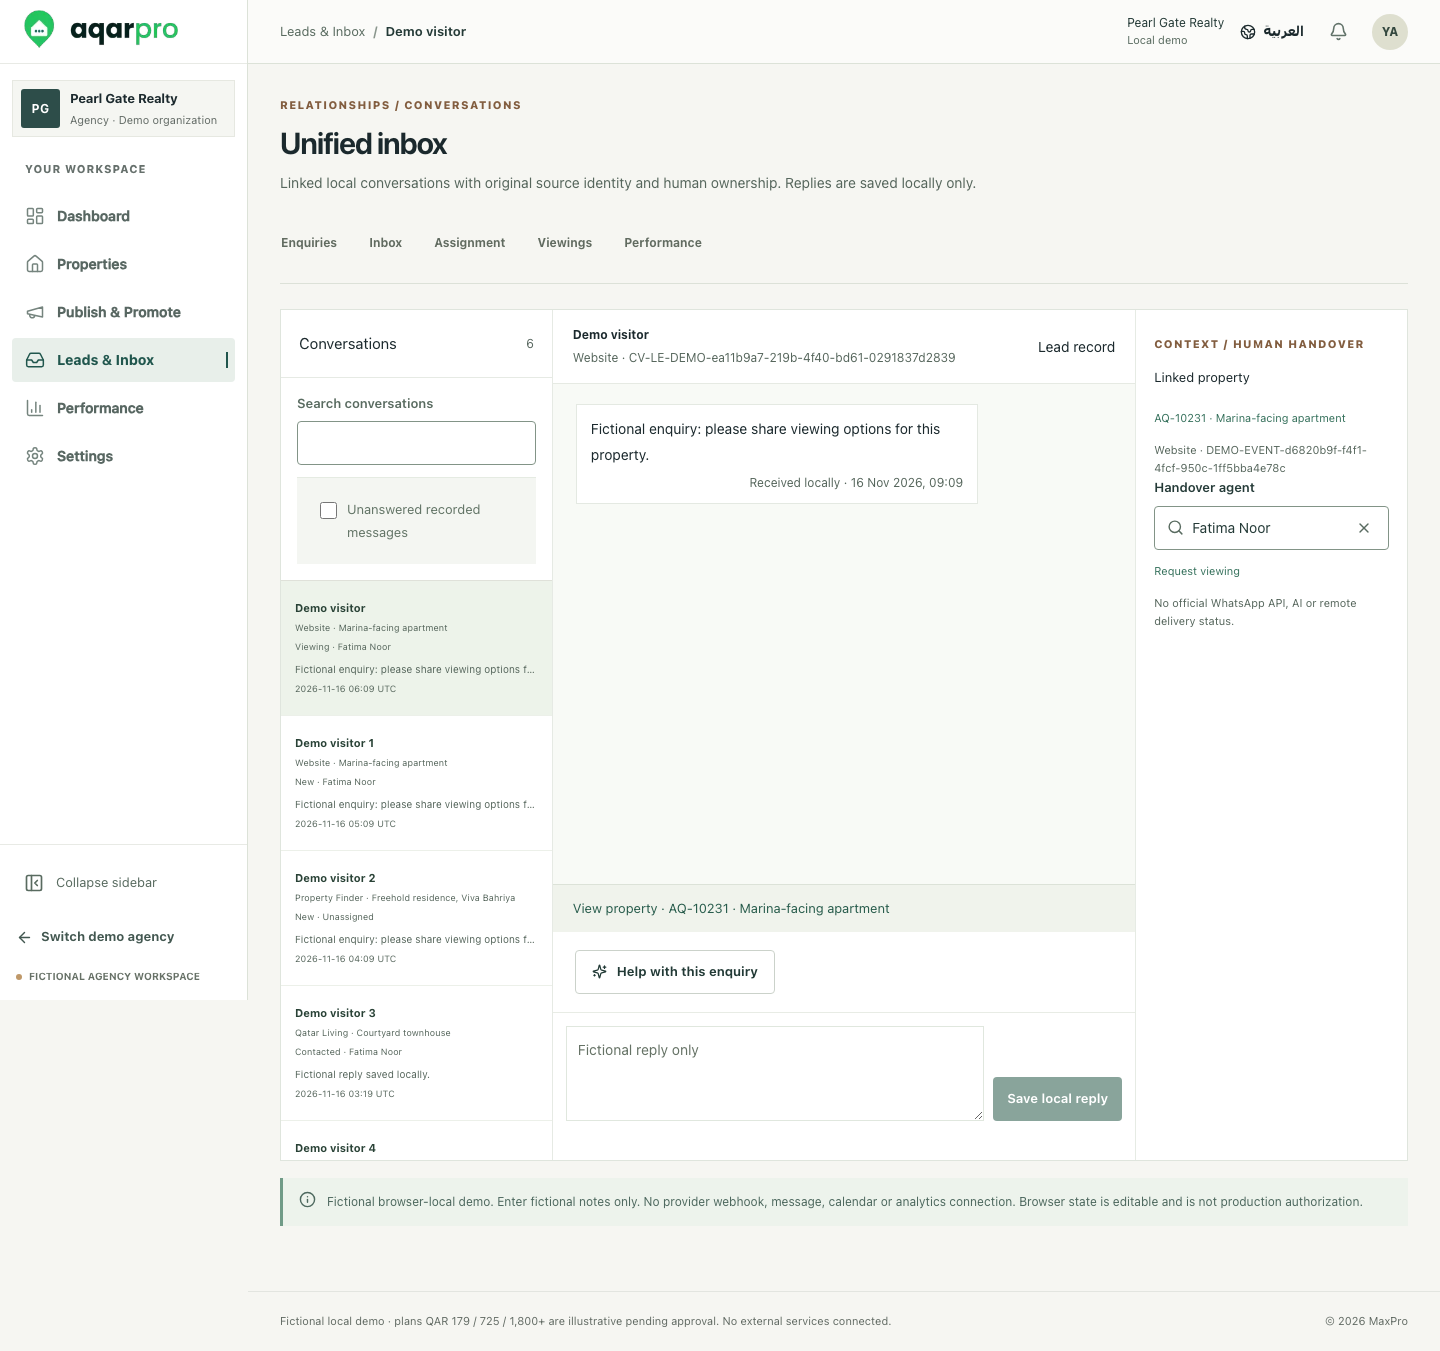 aqarpro
Leads & Inbox / Demo visitor
Pearl Gate Realty
Local demo
العربية
YA
PG
Pearl Gate Realty
Agency · Demo organization
YOUR WORKSPACE
Dashboard
Properties
Publish & Promote
Leads & Inbox
Performance
Settings
Collapse sidebar
Switch demo agency
FICTIONAL AGENCY WORKSPACE
RELATIONSHIPS / CONVERSATIONS
Unified inbox
Linked local conversations with original source identity and human ownership. Replies are saved locally only.
Enquiries Inbox Assignment Viewings Performance
Conversations 6
Search conversations
Unanswered recorded
messages
Demo visitor
Website · Marina-facing apartment
Viewing · Fatima Noor
Fictional enquiry: please share viewing options f...
2026-11-16 06:09 UTC
Demo visitor 1
Website · Marina-facing apartment
New · Fatima Noor
Fictional enquiry: please share viewing options f...
2026-11-16 05:09 UTC
Demo visitor 2
Property Finder · Freehold residence, Viva Bahriya
New · Unassigned
Fictional enquiry: please share viewing options f...
2026-11-16 04:09 UTC
Demo visitor 3
Qatar Living · Courtyard townhouse
Contacted · Fatima Noor
Fictional reply saved locally.
2026-11-16 03:19 UTC
Demo visitor 4
Demo visitor
Website · CV-LE-DEMO-ea11b9a7-219b-4f40-bd61-0291837d2839
Lead record
Fictional enquiry: please share viewing options for this
property.
Received locally · 16 Nov 2026, 09:09
View property · AQ-10231 · Marina-facing apartment
Help with this enquiry
Fictional reply only
Save local reply
CONTEXT / HUMAN HANDOVER
Linked property
AQ-10231 · Marina-facing apartment
Website · DEMO-EVENT-d6820b9f-f4f1-
4fcf-950c-1ff5bba4e78c
Handover agent
Fatima Noor
Request viewing
No official WhatsApp API, AI or remote
delivery status.
Fictional browser-local demo. Enter fictional notes only. No provider webhook, message, calendar or analytics connection. Browser state is editable and is not production authorization.
Fictional local demo · plans QAR 179 / 725 / 1,800+ are illustrative pending approval. No external services connected.
© 2026 MaxPro